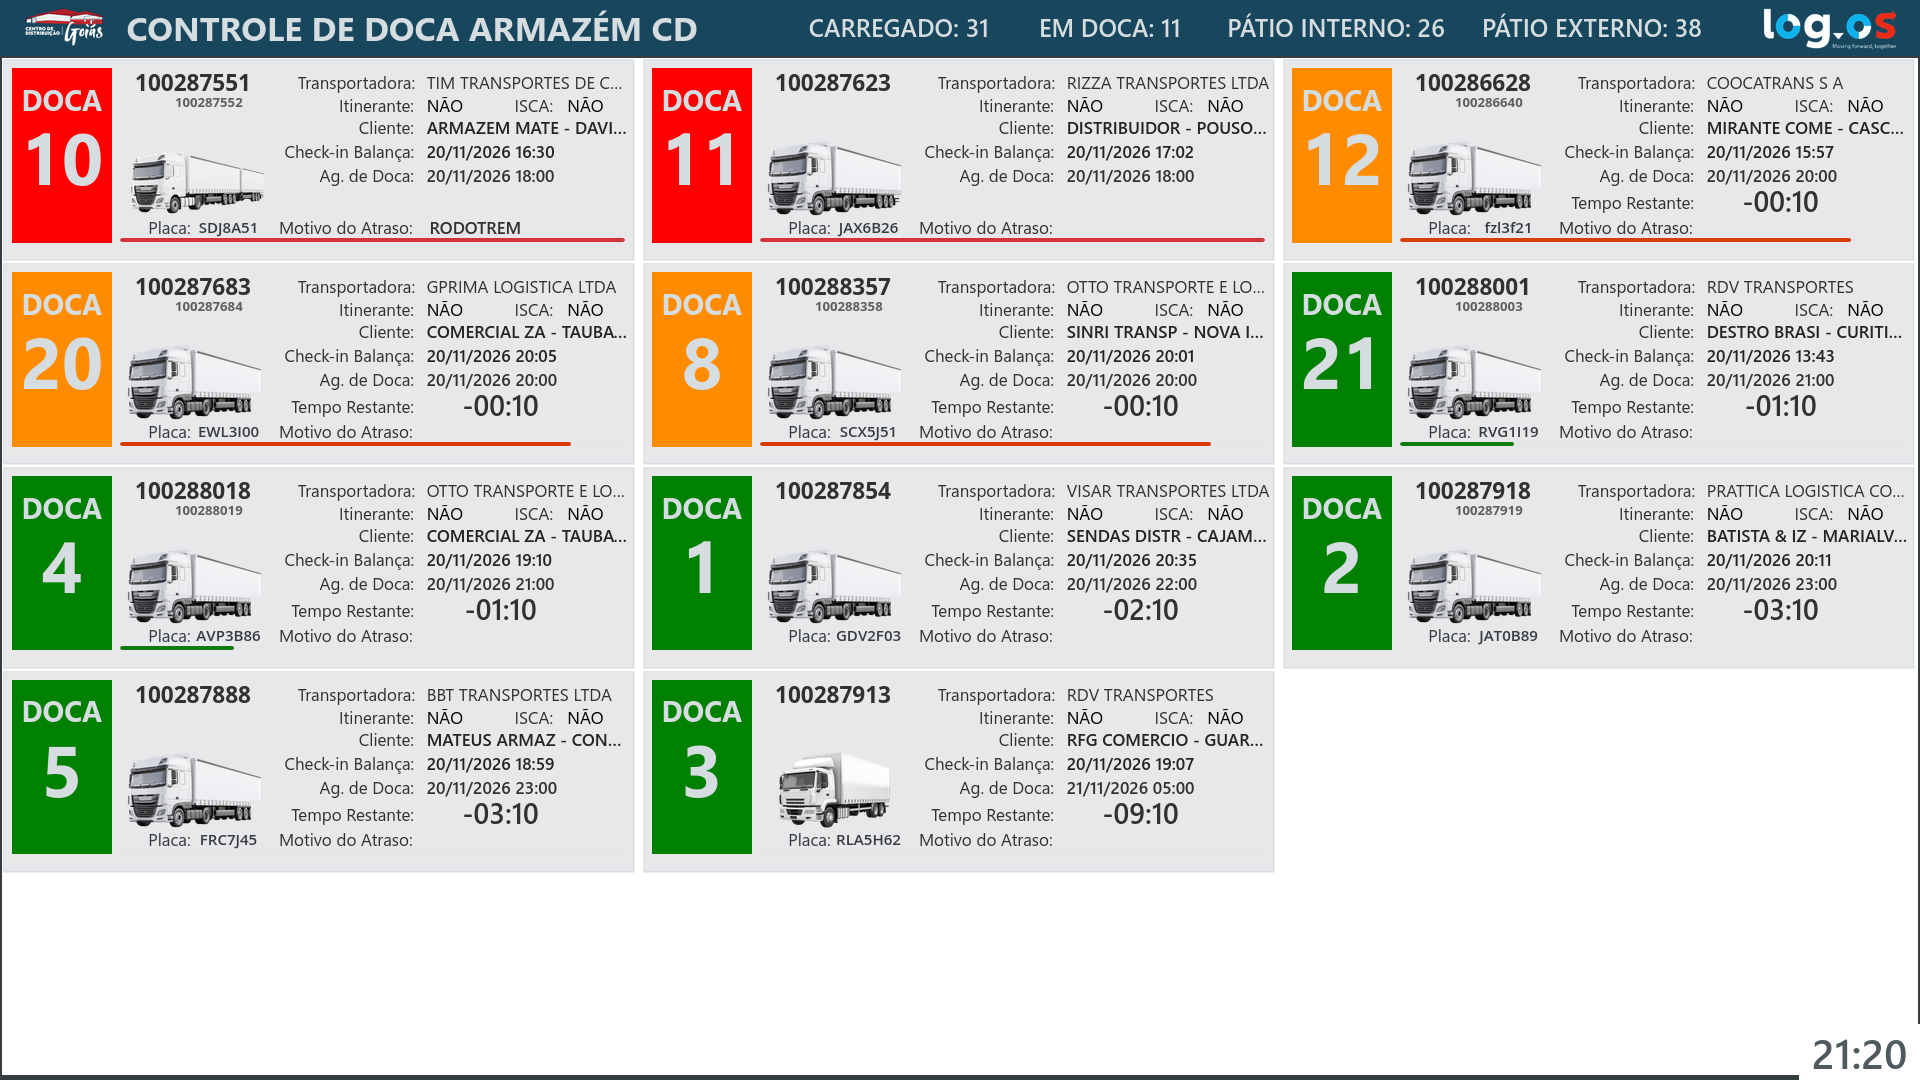 CENTRO DE DISTRIBUIÇÃO Goiás
CONTROLE DE DOCA ARMAZÉM CD
CARREGADO: 31
EM DOCA: 11
PÁTIO INTERNO: 26
PÁTIO EXTERNO: 38
log.os
Moving forward, together
DOCA
10
100287551
100287552
Transportadora: TIM TRANSPORTES DE C...
Itinerante: NÃO ISCA: NÃO
Cliente: ARMAZEM MATE - DAVI...
Check-in Balança: 20/11/2026 16:30
Ag. de Doca: 20/11/2026 18:00
Placa: SDJ8A51 Motivo do Atraso: RODOTREM
DOCA
11
100287623
Transportadora: RIZZA TRANSPORTES LTDA
Itinerante: NÃO ISCA: NÃO
Cliente: DISTRIBUIDOR - POUSO...
Check-in Balança: 20/11/2026 17:02
Ag. de Doca: 20/11/2026 18:00
Placa: JAX6B26 Motivo do Atraso:
DOCA
12
100286628
100286640
Transportadora: COOCATRANS S A
Itinerante: NÃO ISCA: NÃO
Cliente: MIRANTE COME - CASC...
Check-in Balança: 20/11/2026 15:57
Ag. de Doca: 20/11/2026 20:00
Tempo Restante: -00:10
Placa: fzl3f21 Motivo do Atraso:
DOCA
20
100287683
100287684
Transportadora: GPRIMA LOGISTICA LTDA
Itinerante: NÃO ISCA: NÃO
Cliente: COMERCIAL ZA - TAUBA...
Check-in Balança: 20/11/2026 20:05
Ag. de Doca: 20/11/2026 20:00
Tempo Restante: -00:10
Placa: EWL3I00 Motivo do Atraso:
DOCA
8
100288357
100288358
Transportadora: OTTO TRANSPORTE E LO...
Itinerante: NÃO ISCA: NÃO
Cliente: SINRI TRANSP - NOVA I...
Check-in Balança: 20/11/2026 20:01
Ag. de Doca: 20/11/2026 20:00
Tempo Restante: -00:10
Placa: SCX5J51 Motivo do Atraso:
DOCA
21
100288001
100288003
Transportadora: RDV TRANSPORTES
Itinerante: NÃO ISCA: NÃO
Cliente: DESTRO BRASI - CURITI...
Check-in Balança: 20/11/2026 13:43
Ag. de Doca: 20/11/2026 21:00
Tempo Restante: -01:10
Placa: RVG1I19 Motivo do Atraso:
DOCA
4
100288018
100288019
Transportadora: OTTO TRANSPORTE E LO...
Itinerante: NÃO ISCA: NÃO
Cliente: COMERCIAL ZA - TAUBA...
Check-in Balança: 20/11/2026 19:10
Ag. de Doca: 20/11/2026 21:00
Tempo Restante: -01:10
Placa: AVP3B86 Motivo do Atraso:
DOCA
1
100287854
Transportadora: VISAR TRANSPORTES LTDA
Itinerante: NÃO ISCA: NÃO
Cliente: SENDAS DISTR - CAJAM...
Check-in Balança: 20/11/2026 20:35
Ag. de Doca: 20/11/2026 22:00
Tempo Restante: -02:10
Placa: GDV2F03 Motivo do Atraso:
DOCA
2
100287918
100287919
Transportadora: PRATTICA LOGISTICA CO...
Itinerante: NÃO ISCA: NÃO
Cliente: BATISTA & IZ - MARIALV...
Check-in Balança: 20/11/2026 20:11
Ag. de Doca: 20/11/2026 23:00
Tempo Restante: -03:10
Placa: JAT0B89 Motivo do Atraso:
DOCA
5
100287888
Transportadora: BBT TRANSPORTES LTDA
Itinerante: NÃO ISCA: NÃO
Cliente: MATEUS ARMAZ - CON...
Check-in Balança: 20/11/2026 18:59
Ag. de Doca: 20/11/2026 23:00
Tempo Restante: -03:10
Placa: FRC7J45 Motivo do Atraso:
DOCA
3
100287913
Transportadora: RDV TRANSPORTES
Itinerante: NÃO ISCA: NÃO
Cliente: RFG COMERCIO - GUAR...
Check-in Balança: 20/11/2026 19:07
Ag. de Doca: 21/11/2026 05:00
Tempo Restante: -09:10
Placa: RLA5H62 Motivo do Atraso:
21:20